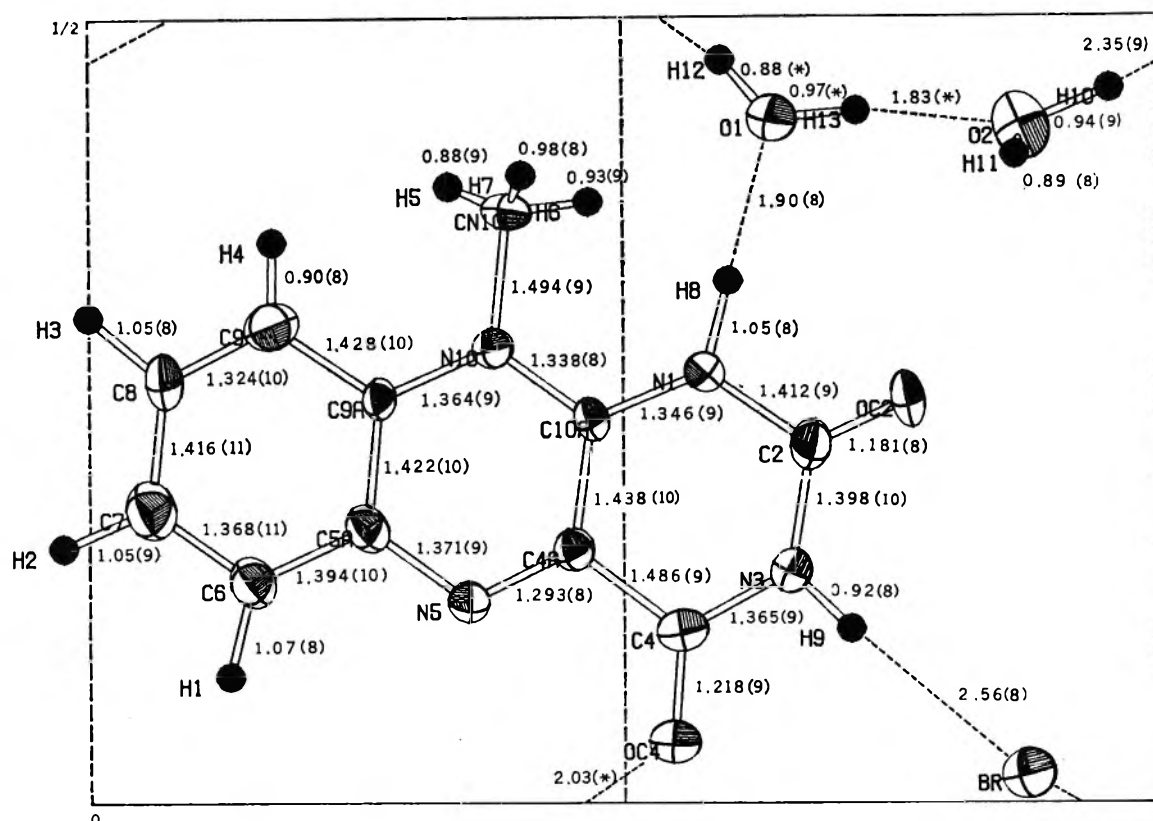 1/2
2.35(9)
H12
0.88(*)
0.97(*)
H10
1.83(*)
O1
H13
O2
0.94(9)
0.98(8)
0.88(9)
H11
H7
0.93(9)
0.89 (8)
H5
H6
CN10
1.90(8)
H4
0.90(8)
1.494(9)
H8
H3
1.05(8)
C9
1.05(8)
1.428(10)
N10
1.338(8)
N1
1.324(10)
1.412(9)
C8
1.364(9)
OC2
C9A
1.346(9)
C10A
1.416(11)
C2
1.181(8)
1.422(10)
1.438(10)
1.398(10)
C7
1.368(11)
C5A
1.371(9)
C4A
H2
1.05(9)
1.394(10)
1.486(9)
N3
C6
1.293(8)
0.92(8)
N5
1.365(9)
C4
H9
1.07(8)
H1
1.218(9)
2.56(8)
OC4
2.03(*)
BR
0